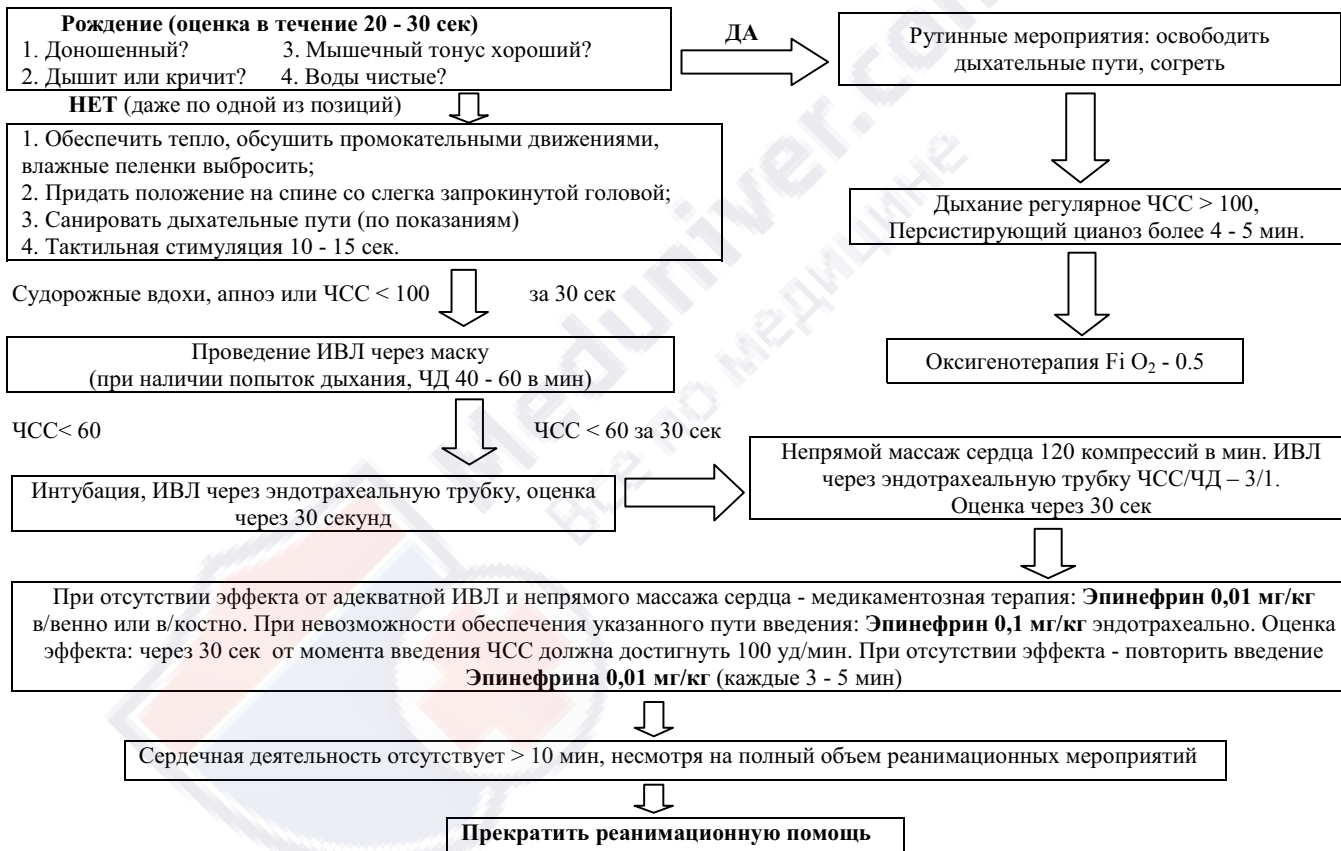 Рождение (оценка в течение 20 - 30 сек)
1. Доношенный? 3. Мышечный тонус хороший?
2. Дышит или кричит? 4. Воды чистые?
ДА
Рутинные мероприятия: освободить
дыхательные пути, согреть
НЕТ (даже по одной из позиций)
1. Обеспечить тепло, обсушить промокательными движениями,
влажные пеленки выбросить;
2. Придать положение на спине со слегка запрокинутой головой;
3. Санировать дыхательные пути (по показаниям)
4. Тактильная стимуляция 10 - 15 сек.
Дыхание регулярное ЧСС > 100,
Персистирующий цианоз более 4 - 5 мин.
Судорожные вдохи, апноэ или ЧСС < 100 за 30 сек
Проведение ИВЛ через маску
(при наличии попыток дыхания, ЧД 40 - 60 в мин)
Оксигенотерапия Fi O₂ - 0.5
ЧСС< 60 ЧСС < 60 за 30 сек
Интубация, ИВЛ через эндотрахеальную трубку, оценка
через 30 секунд
Непрямой массаж сердца 120 компрессий в мин. ИВЛ
через эндотрахеальную трубку ЧСС/ЧД – 3/1.
Оценка через 30 сек
При отсутствии эффекта от адекватной ИВЛ и непрямого массажа сердца - медикаментозная терапия: Эпинефрин 0,01 мг/кг
в/венно или в/костно. При невозможности обеспечения указанного пути введения: Эпинефрин 0,1 мг/кг эндотрахеально. Оценка
эффекта: через 30 сек от момента введения ЧСС должна достигнуть 100 уд/мин. При отсутствии эффекта - повторить введение
Эпинефрина 0,01 мг/кг (каждые 3 - 5 мин)
Сердечная деятельность отсутствует > 10 мин, несмотря на полный объем реанимационных мероприятий
Прекратить реанимационную помощь
Meduniver.com
Все по медицине